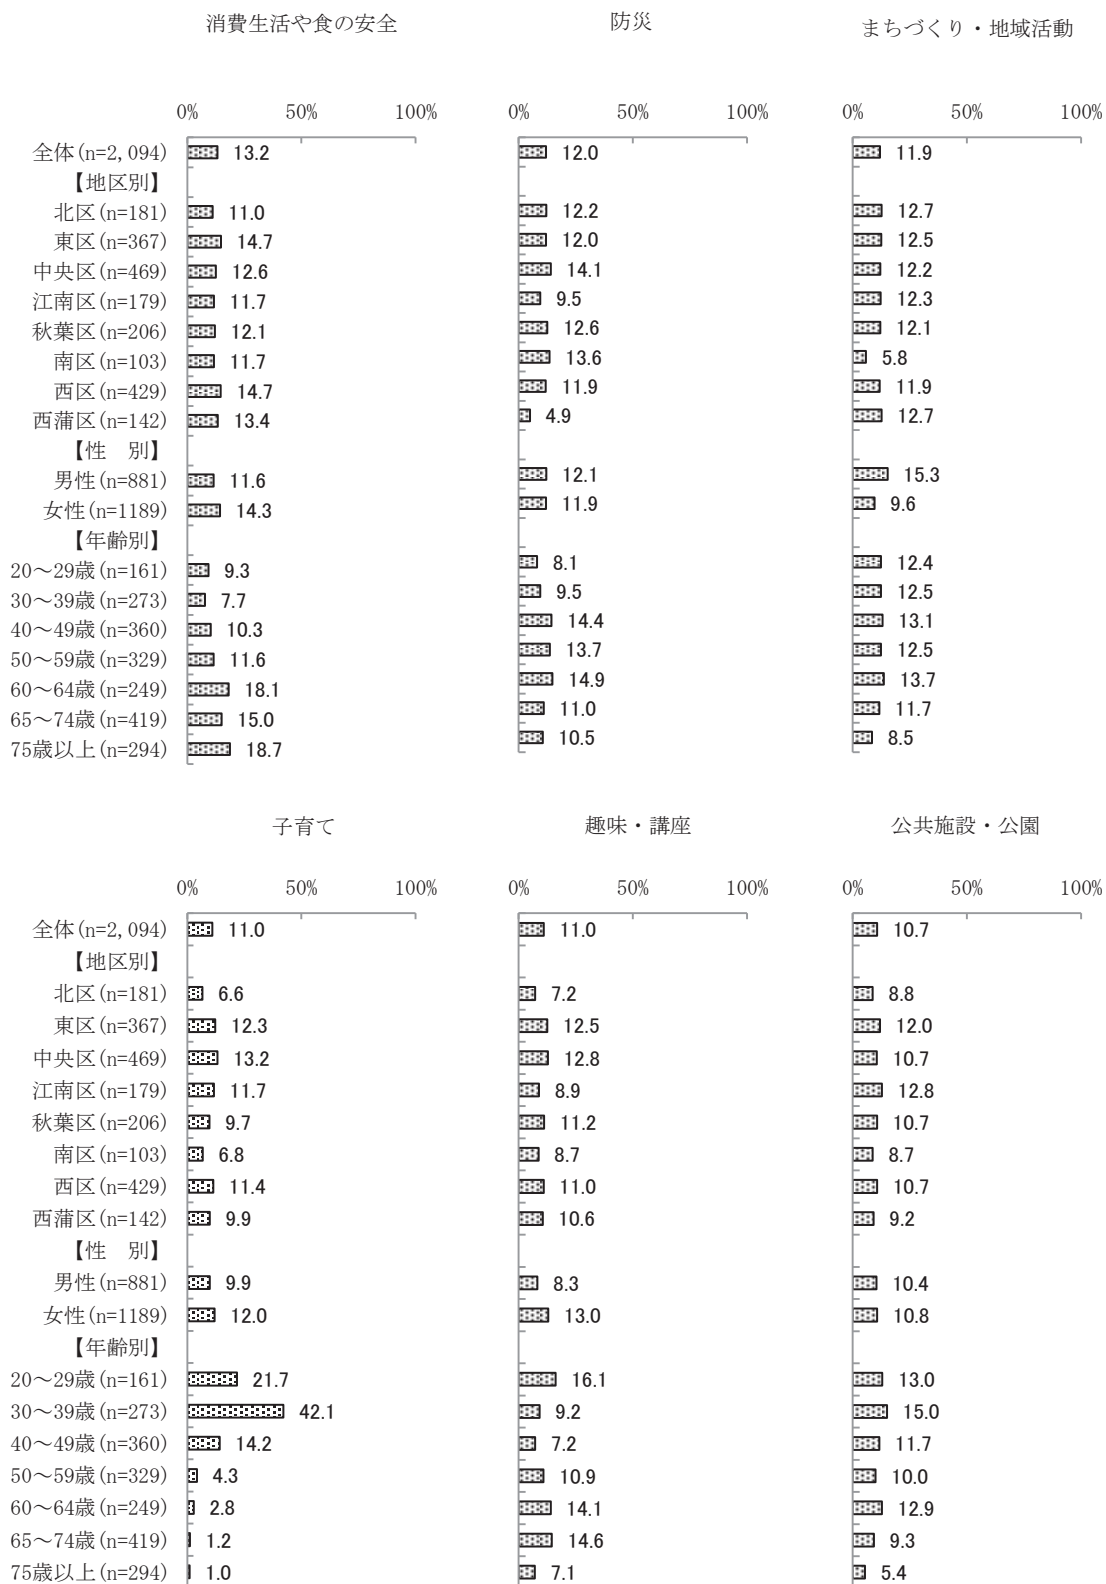 消費生活や食の安全 防災 まちづくり・地域活動
0% 50% 100% 0% 50% 100% 0% 50% 100%
全体(n=2,094) 13.2 12.0 11.9
【地区別】
北区(n=181) 11.0 12.2 12.7
東区(n=367) 14.7 12.0 12.5
中央区(n=469) 12.6 14.1 12.2
江南区(n=179) 11.7 9.5 12.3
秋葉区(n=206) 12.1 12.6 12.1
南区(n=103) 11.7 13.6 5.8
西区(n=429) 14.7 11.9 11.9
西蒲区(n=142) 13.4 4.9 12.7
【性　別】
男性(n=881) 11.6 12.1 15.3
女性(n=1189) 14.3 11.9 9.6
【年齢別】
20～29歳(n=161) 9.3 8.1 12.4
30～39歳(n=273) 7.7 9.5 12.5
40～49歳(n=360) 10.3 14.4 13.1
50～59歳(n=329) 11.6 13.7 12.5
60～64歳(n=249) 18.1 14.9 13.7
65～74歳(n=419) 15.0 11.0 11.7
75歳以上(n=294) 18.7 10.5 8.5
子育て 趣味・講座 公共施設・公園
0% 50% 100% 0% 50% 100% 0% 50% 100%
全体(n=2,094) 11.0 11.0 10.7
【地区別】
北区(n=181) 6.6 7.2 8.8
東区(n=367) 12.3 12.5 12.0
中央区(n=469) 13.2 12.8 10.7
江南区(n=179) 11.7 8.9 12.8
秋葉区(n=206) 9.7 11.2 10.7
南区(n=103) 6.8 8.7 8.7
西区(n=429) 11.4 11.0 10.7
西蒲区(n=142) 9.9 10.6 9.2
【性　別】
男性(n=881) 9.9 8.3 10.4
女性(n=1189) 12.0 13.0 10.8
【年齢別】
20～29歳(n=161) 21.7 16.1 13.0
30～39歳(n=273) 42.1 9.2 15.0
40～49歳(n=360) 14.2 7.2 11.7
50～59歳(n=329) 4.3 10.9 10.0
60～64歳(n=249) 2.8 14.1 12.9
65～74歳(n=419) 1.2 14.6 9.3
75歳以上(n=294) 1.0 7.1 5.4